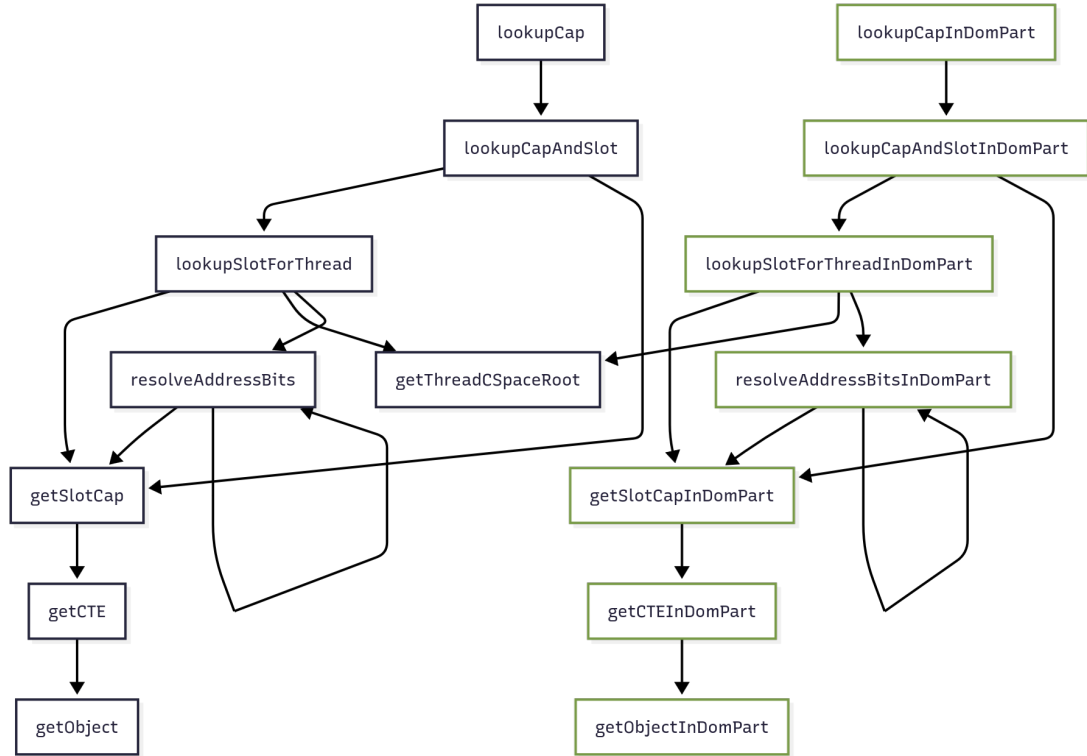 lookupCap
lookupCapInDomPart
lookupCapAndSlot
lookupCapAndSlotInDomPart
lookupSlotForThread
lookupSlotForThreadInDomPart
resolveAddressBits
getThreadCSpaceRoot
resolveAddressBitsInDomPart
getSlotCap
getSlotCapInDomPart
getCTE
getCTEInDomPart
getObject
getObjectInDomPart